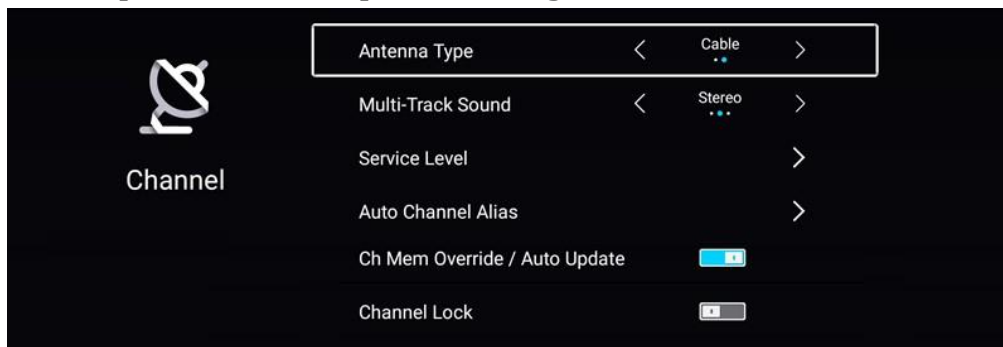 Antenna Type
Cable
Multi-Track Sound
Stereo
Service Level
Channel
Auto Channel Alias
Ch Mem Override / Auto Update
Channel Lock